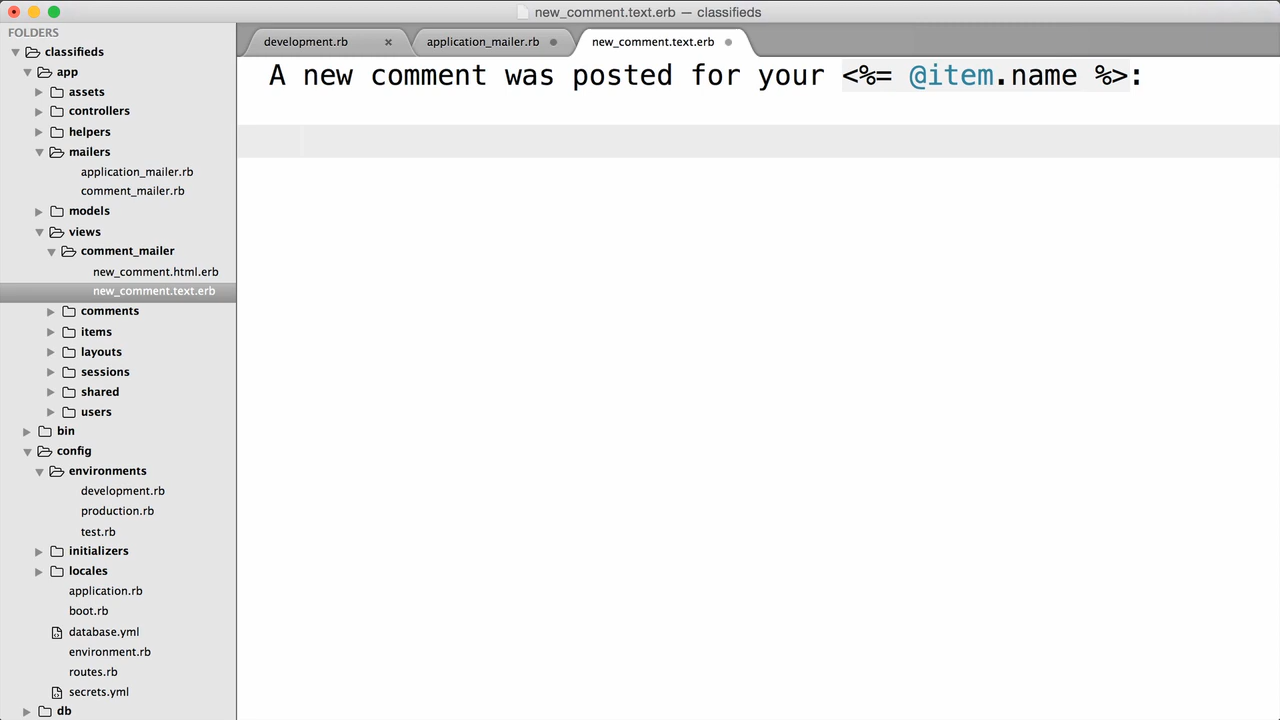 new_comment.text.erb — classifieds
FOLDERS
classifieds
app
assets
controllers
helpers
mailers
application_mailer.rb
comment_mailer.rb
models
views
comment_mailer
new_comment.html.erb
new_comment.text.erb
comments
items
layouts
sessions
shared
users
bin
config
environments
development.rb
production.rb
test.rb
initializers
locales
application.rb
boot.rb
database.yml
environment.rb
routes.rb
secrets.yml
db
development.rb
application_mailer.rb
new_comment.text.erb
A new comment was posted for your <%= @item.name %>: